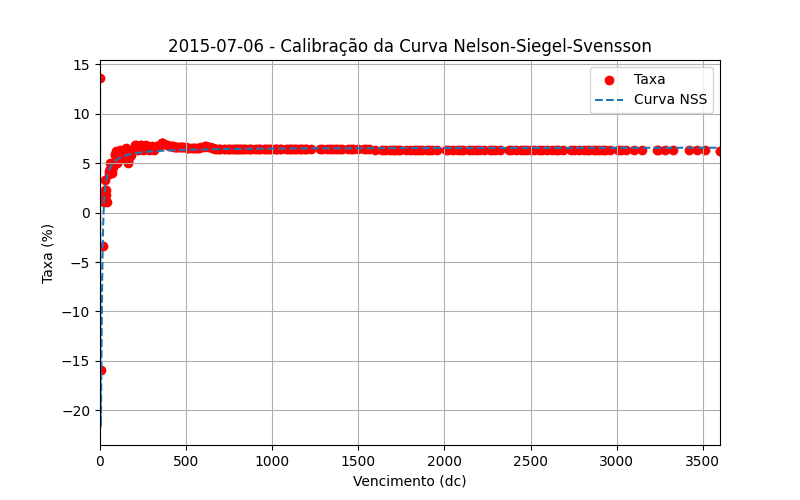 2015-07-06 - Calibração da Curva Nelson-Siegel-Svensson
Taxa
Curva NSS
Taxa (%)
15
10
5
0
−5
−10
−15
−20
0 500 1000 1500 2000 2500 3000 3500
Vencimento (dc)